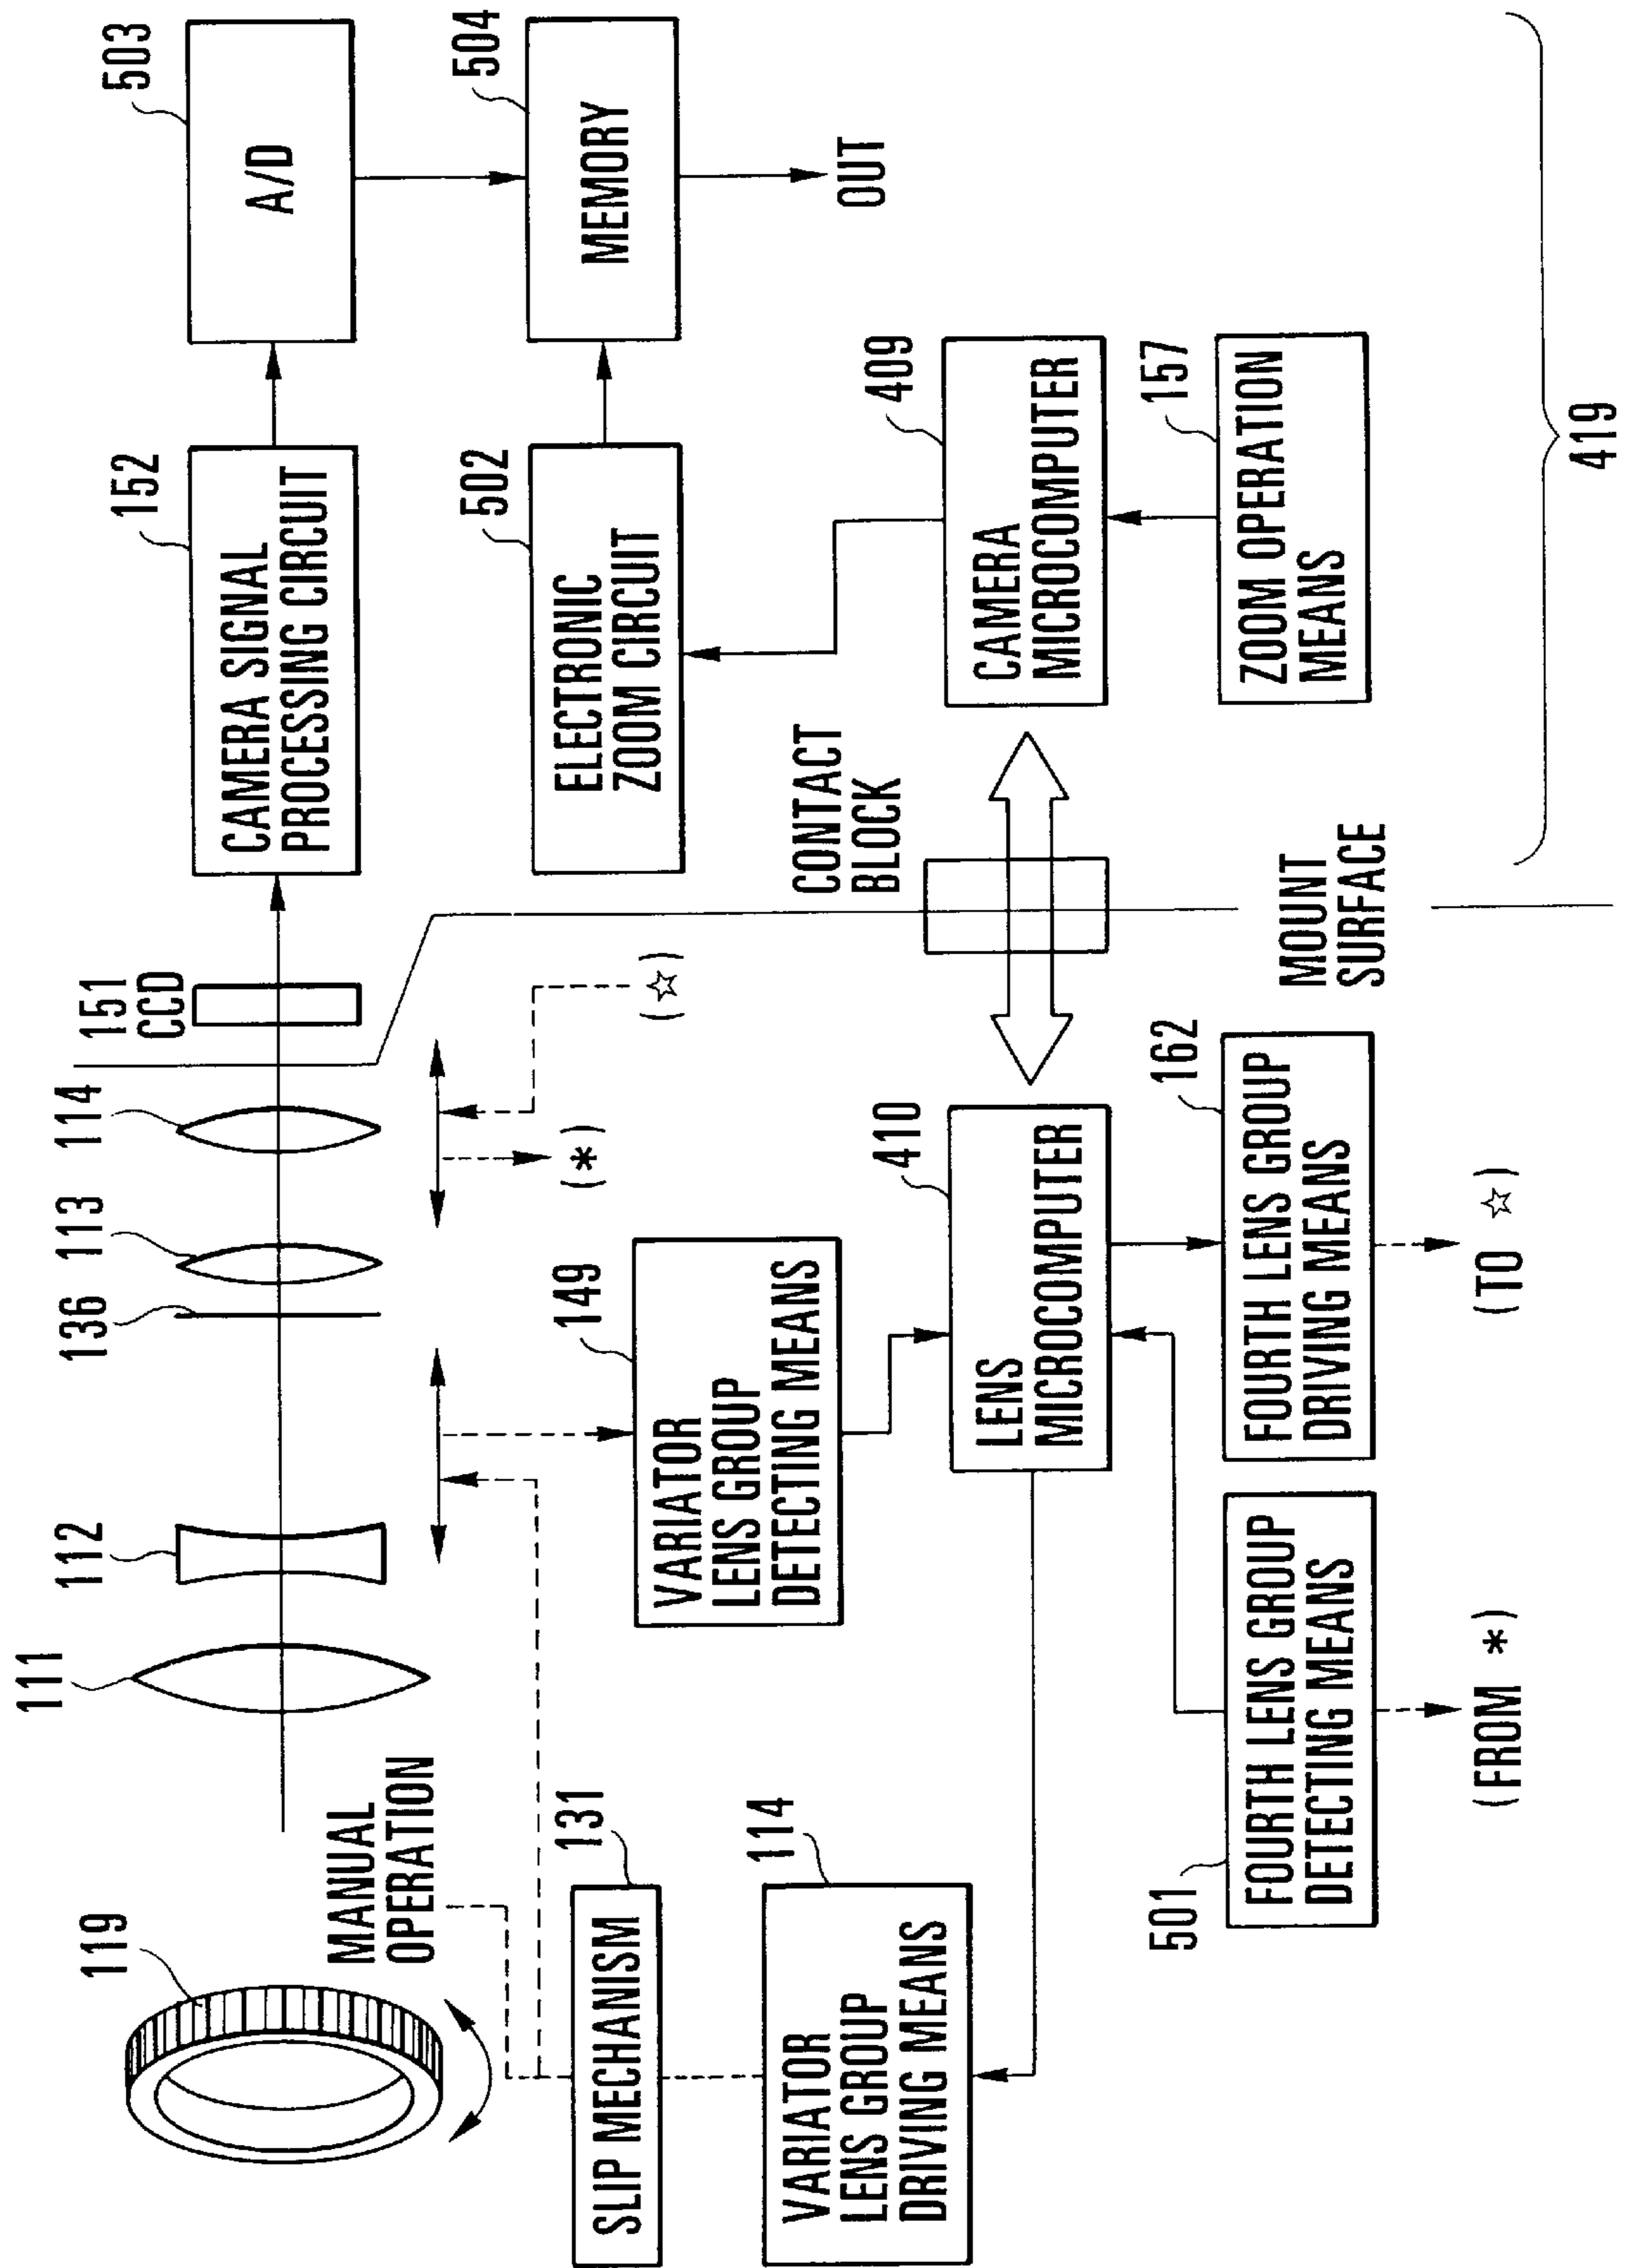 119
MANUAL
OPERATION
111
112
136
113
114
151
CCD
152
CAMERA SIGNAL
PROCESSING CIRCUIT
503
A/D
131
SLIP MECHANISM
149
VARIATOR
LENS GROUP
DETECTING MEANS
(*)
(☆)
502
ELECTRONIC
ZOOM CIRCUIT
504
MEMORY
OUT
114
VARIATOR
LENS GROUP
DRIVING MEANS
410
LENS
MICROCOMPUTER
CONTACT
BLOCK
409
CAMERA
MICROCOMPUTER
501
FOURTH LENS GROUP
DETECTING MEANS
(FROM *)
162
FOURTH LENS GROUP
DRIVING MEANS
(TO ☆)
MOUNT
SURFACE
157
ZOOM OPERATION
MEANS
419